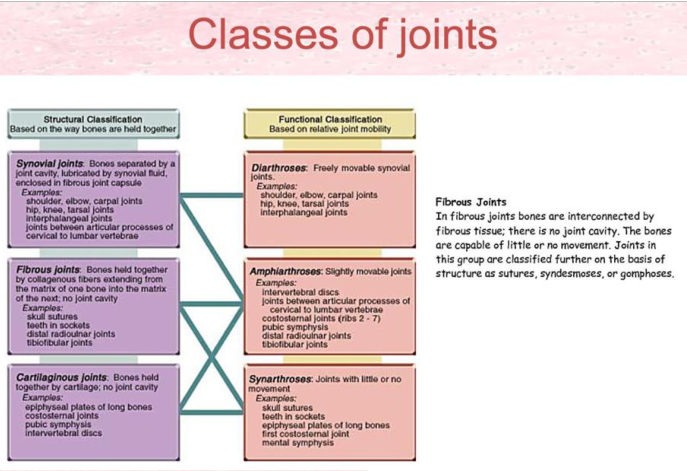 Classes of joints
Structural Classification
Based on the way bones are held together
Synovial joints: Bones separated by a
joint cavity, lubricated by synovial fluid,
enclosed in fibrous joint capsule
Examples:
shoulder, elbow, carpal joints
hip, knee, tarsal joints
interphalangeal joints
joints between articular processes of
cervical to lumbar vertebrae
Fibrous joints: Bones held together
by collagenous fibers extending from
the matrix of one bone into the matrix
of the next; no joint cavity
Examples:
skull sutures
teeth in sockets
distal radioulnar joints
tibiofibular joints
Cartilaginous joints: Bones held
together by cartilage; no joint cavity
Examples:
epiphyseal plates of long bones
costosternal joints
pubic symphysis
intervertebral discs
Functional Classification
Based on relative joint mobility
Diarthroses: Freely movable synovial
joints.
Examples:
shoulder, elbow, carpal joints
hip, knee, tarsal joints
interphalangeal joints
Amphiarthroses: Slightly movable joints
Examples:
intervertebral discs
joints between articular processes of
cervical to lumbar vertebrae
costosternal joints (ribs 2 - 7)
pubic symphysis
distal radioulnar joints
tibiofibular joints
Synarthroses: Joints with little or no
movement
Examples:
skull sutures
teeth in sockets
epiphyseal plates of long bones
first costosternal joint
mental symphysis
Fibrous Joints
In fibrous joints bones are interconnected by
fibrous tissue; there is no joint cavity. The bones
are capable of little or no movement. Joints in
this group are classified further on the basis of
structure as sutures, syndesmoses, or gomphoses.